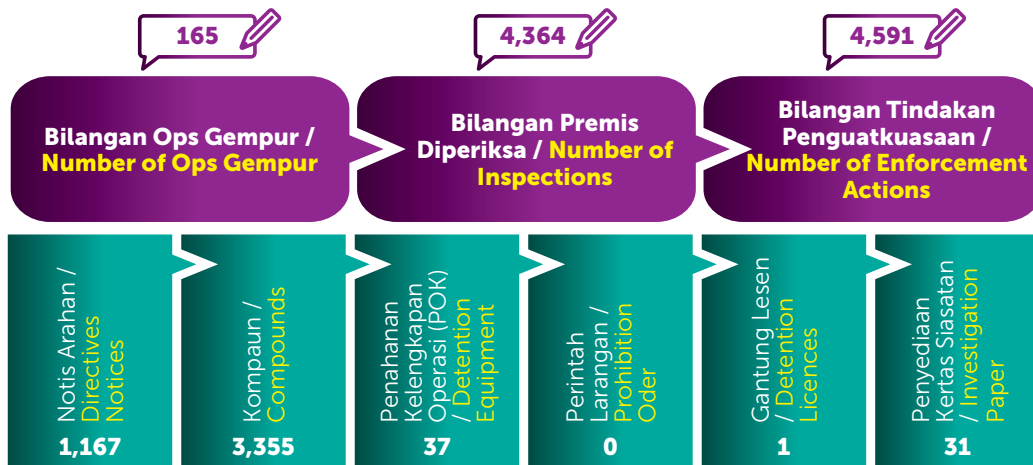 165
4,364
4,591
Bilangan Ops Gempur /
Number of Ops Gempur
Bilangan Premis
Diperiksa / Number of
Inspections
Bilangan Tindakan
Penguatkuasaan /
Number of Enforcement
Actions
Notis Arahan /
Directives
Notices
1,167
Kompaun /
Compounds
3,355
Penahanan
Kelengkapan
Operasi (POK)
/ Detention
Equipment
37
Perintah
Larangan /
Prohibition
Oder
0
Gantung Lesen
/ Detention
Licences
1
Penyediaan
Kertas Siasatan
/ Investigation
Paper
31